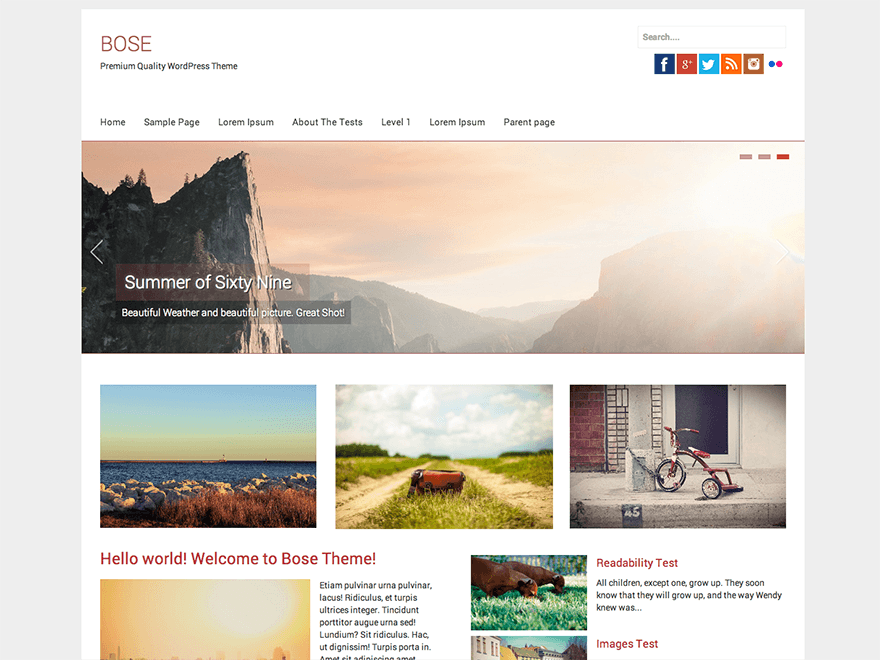 BOSE
Premium Quality WordPress Theme
Search....
f
g+
Home Sample Page Lorem Ipsum About The Tests Level 1 Lorem Ipsum Parent page
Summer of Sixty Nine
Beautiful Weather and beautiful picture. Great Shot!
45
Hello world! Welcome to Bose Theme!
Etiam pulvinar urna pulvinar,
lacus! Ridiculus, et turpis
ultrices integer. Tincidunt
porttitor augue urna sed!
Lundium? Sit ridiculus. Hac,
ut dignissim! Turpis porta in.
Amet sit adipiscing amet
Readability Test
All children, except one, grow up. They soon
know that they will grow up, and the way Wendy
knew was...
Images Test